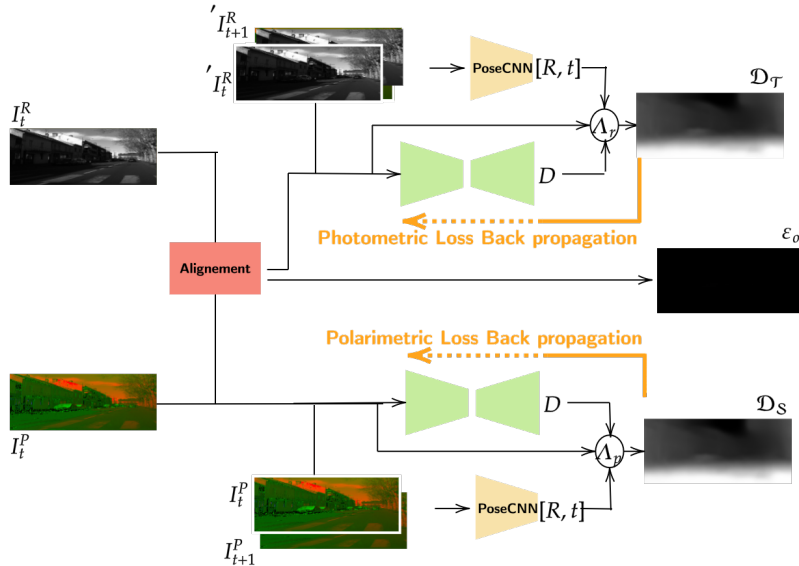 'I^R_{t+1}
'I^R_t
PoseCNN [R, t]
𝔇_𝒯
I^R_t
Λ_r
D
Photometric Loss Back propagation
ε_o
Alignement
Polarimetric Loss Back propagation
D
𝔇_𝒮
I^P_t
Λ_p
I^P_t
PoseCNN [R, t]
I^P_{t+1}